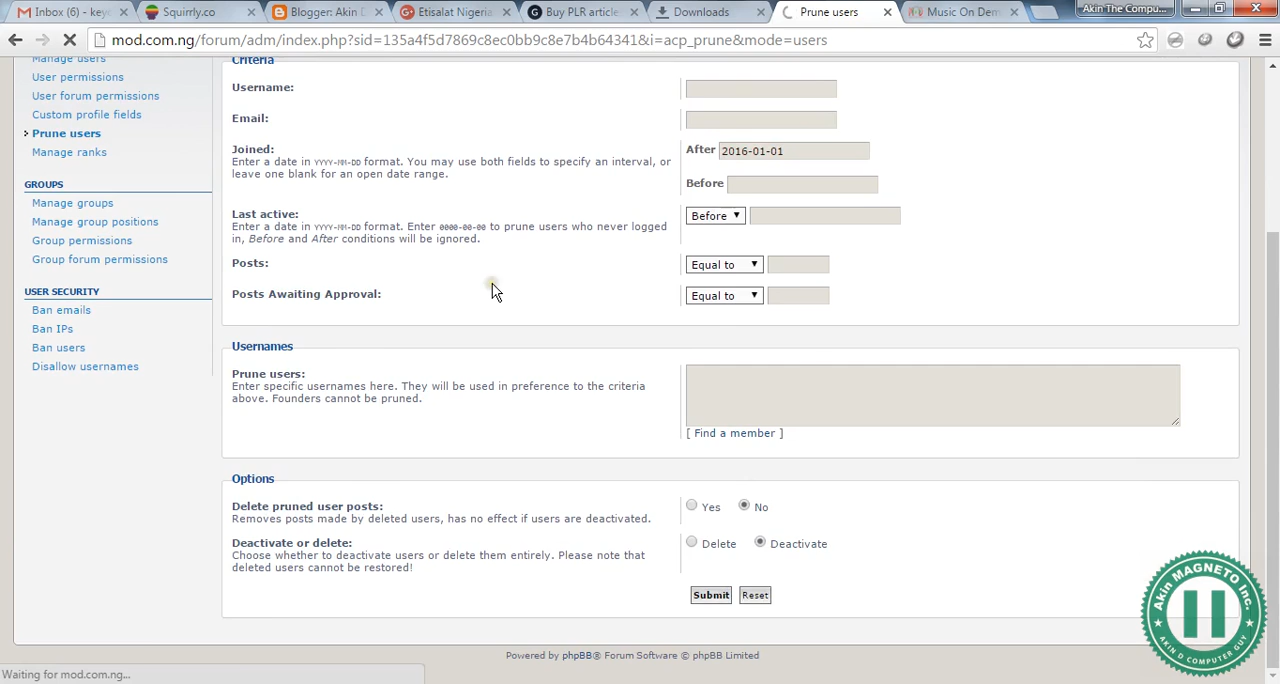 Inbox (6) - keyc
Squirrly.co
Blogger: Akin D
Etisalat Nigeria
Buy PLR article
Downloads
Prune users
Music On Dem
Akin The Compu...
mod.com.ng/forum/adm/index.php?sid=135a4f5d7869c8ec0bb9c8e7b4b64341&i=acp_prune&mode=users
Manage users
User permissions
User forum permissions
Custom profile fields
Prune users
Manage ranks
GROUPS
Manage groups
Manage group positions
Group permissions
Group forum permissions
USER SECURITY
Ban emails
Ban IPs
Ban users
Disallow usernames
Criteria
Username:
Email:
Joined:
Enter a date in YYYY-MM-DD format. You may use both fields to specify an interval, or
leave one blank for an open date range.
After 2016-01-01
Before
Last active:
Enter a date in YYYY-MM-DD format. Enter 0000-00-00 to prune users who never logged
in, Before and After conditions will be ignored.
Before
Posts:
Equal to
Posts Awaiting Approval:
Equal to
Usernames
Prune users:
Enter specific usernames here. They will be used in preference to the criteria
above. Founders cannot be pruned.
[ Find a member ]
Options
Delete pruned user posts:
Removes posts made by deleted users, has no effect if users are deactivated.
Yes No
Deactivate or delete:
Choose whether to deactivate users or delete them entirely. Please note that
deleted users cannot be restored!
Delete Deactivate
Submit Reset
Powered by phpBB® Forum Software © phpBB Limited
Waiting for mod.com.ng...
Akin MAGNETO Inc.
AKIN D COMPUTER GUY